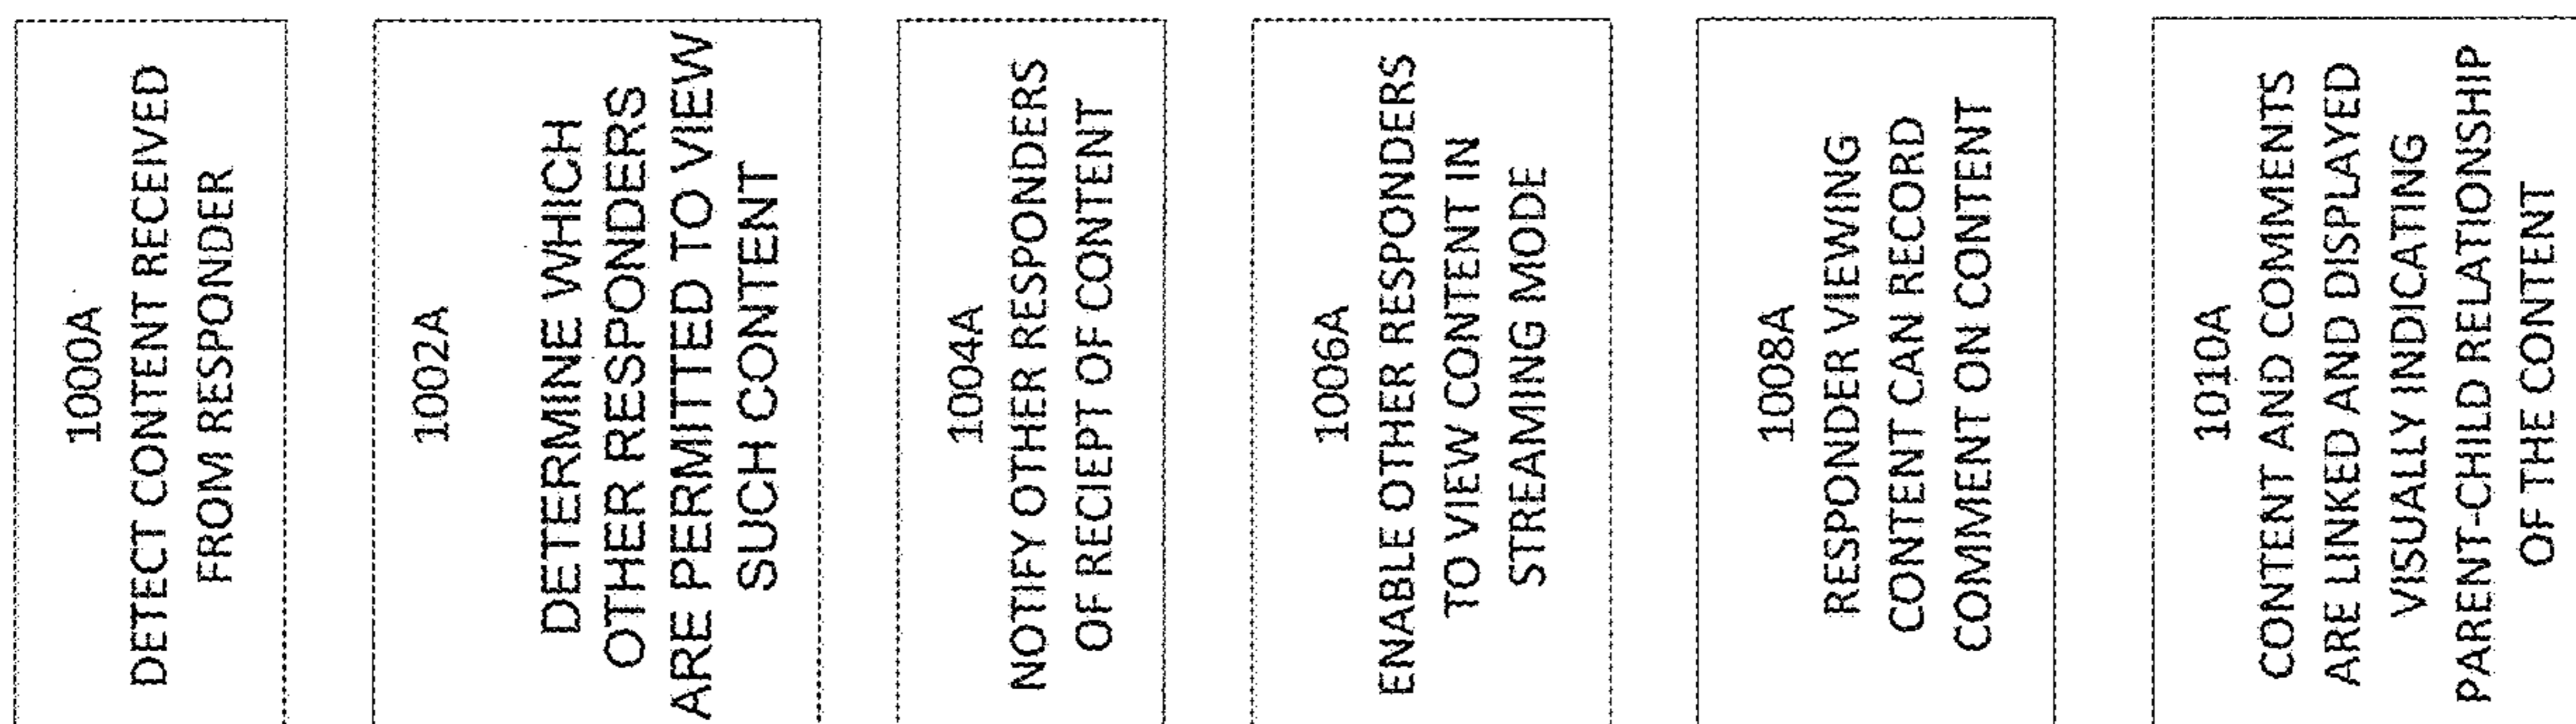 1000A
DETECT CONTENT RECEIVED
FROM RESPONDER
1002A
DETERMINE WHICH
OTHER RESPONDERS
ARE PERMITTED TO VIEW
SUCH CONTENT
1004A
NOTIFY OTHER RESPONDERS
OF RECIEPT OF CONTENT
1006A
ENABLE OTHER RESPONDERS
TO VIEW CONTENT IN
STREAMING MODE
1008A
RESPONDER VIEWING
CONTENT CAN RECORD
COMMENT ON CONTENT
1010A
CONTENT AND COMMENTS
ARE LINKED AND DISPLAYED
VISUALLY INDICATING
PARENT-CHILD RELATIONSHIP
OF THE CONTENT